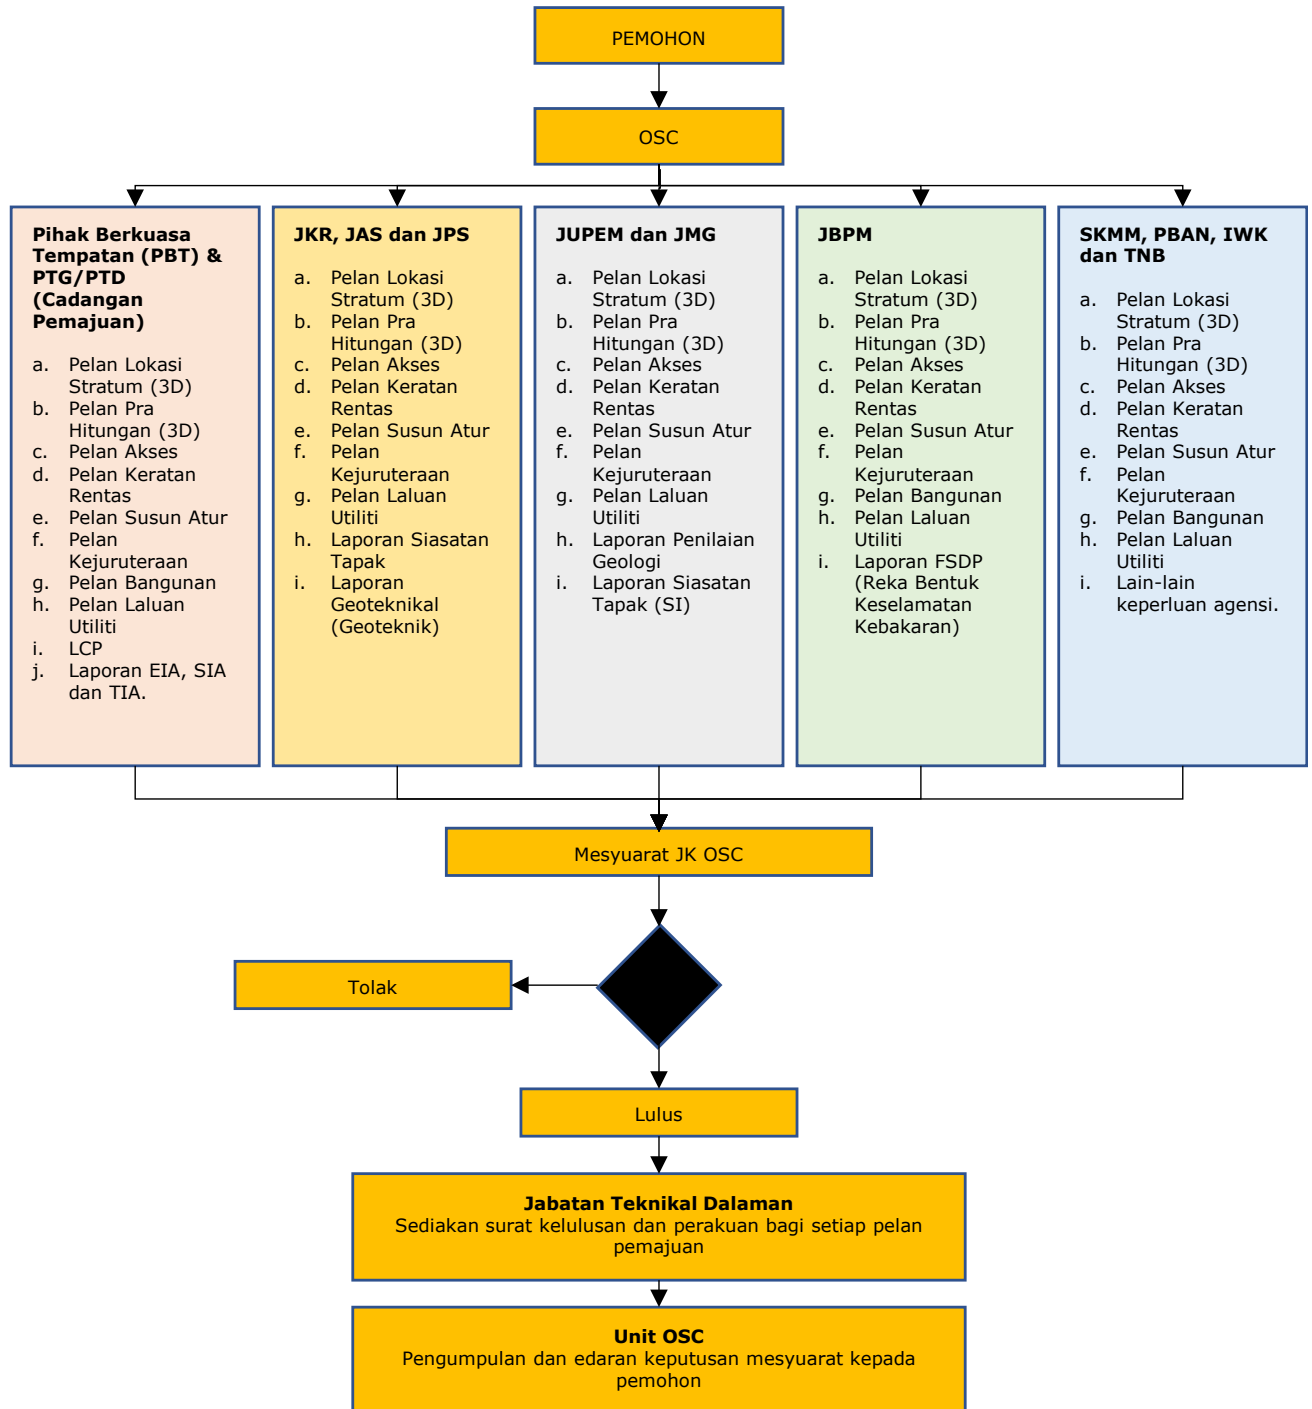 PEMOHON
OSC
Pihak Berkuasa
Tempatan (PBT) &
PTG/PTD
(Cadangan
Pemajuan)
a. Pelan Lokasi
Stratum (3D)
b. Pelan Pra
Hitungan (3D)
c. Pelan Akses
d. Pelan Keratan
Rentas
e. Pelan Susun Atur
f. Pelan
Kejuruteraan
g. Pelan Bangunan
h. Pelan Laluan
Utiliti
i. LCP
j. Laporan EIA, SIA
dan TIA.
JKR, JAS dan JPS
a. Pelan Lokasi
Stratum (3D)
b. Pelan Pra
Hitungan (3D)
c. Pelan Akses
d. Pelan Keratan
Rentas
e. Pelan Susun Atur
f. Pelan
Kejuruteraan
g. Pelan Laluan
Utiliti
h. Laporan Siasatan
Tapak
i. Laporan
Geoteknikal
(Geoteknik)
JUPEM dan JMG
a. Pelan Lokasi
Stratum (3D)
b. Pelan Pra
Hitungan (3D)
c. Pelan Akses
d. Pelan Keratan
Rentas
e. Pelan Susun Atur
f. Pelan
Kejuruteraan
g. Pelan Laluan
Utiliti
h. Laporan Penilaian
Geologi
i. Laporan Siasatan
Tapak (SI)
JBPM
a. Pelan Lokasi
Stratum (3D)
b. Pelan Pra
Hitungan (3D)
c. Pelan Akses
d. Pelan Keratan
Rentas
e. Pelan Susun Atur
f. Pelan
Kejuruteraan
g. Pelan Bangunan
h. Pelan Laluan
Utiliti
i. Laporan FSDP
(Reka Bentuk
Keselamatan
Kebakaran)
SKMM, PBAN, IWK
dan TNB
a. Pelan Lokasi
Stratum (3D)
b. Pelan Pra
Hitungan (3D)
c. Pelan Akses
d. Pelan Keratan
Rentas
e. Pelan Susun Atur
f. Pelan
Kejuruteraan
g. Pelan Bangunan
h. Pelan Laluan
Utiliti
i. Lain-lain
keperluan agensi.
Mesyuarat JK OSC
Tolak
Lulus
Jabatan Teknikal Dalaman
Sediakan surat kelulusan dan perakuan bagi setiap pelan
pemajuan
Unit OSC
Pengumpulan dan edaran keputusan mesyuarat kepada
pemohon